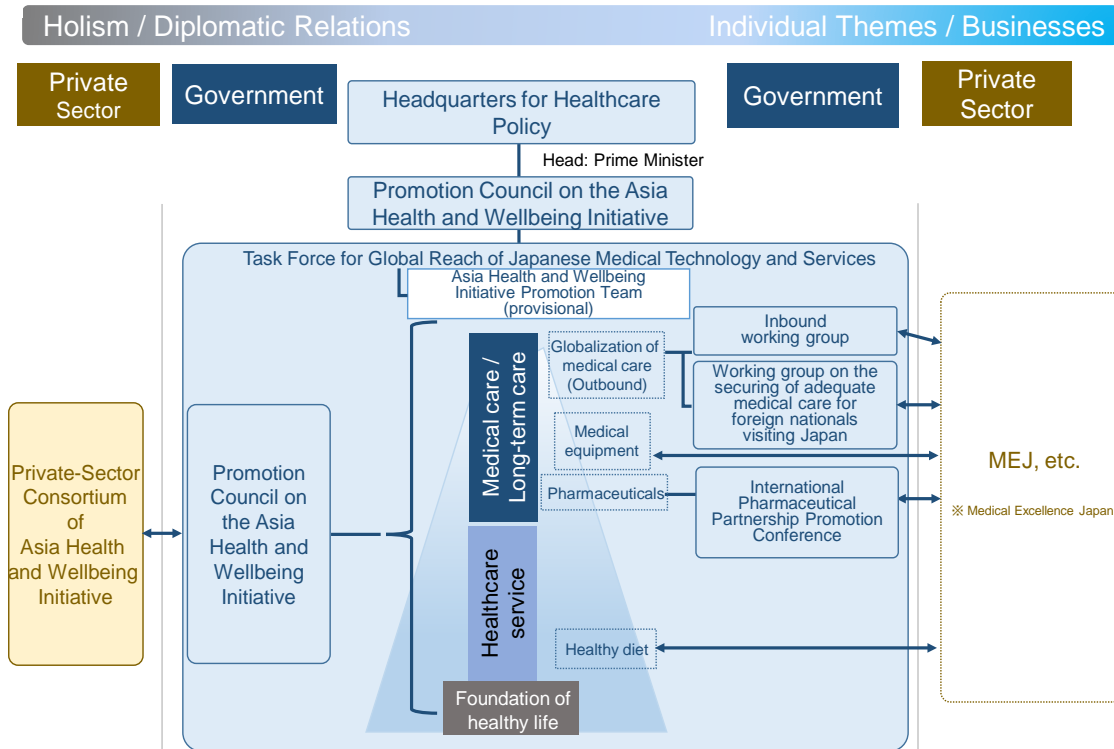 Holism / Diplomatic Relations
Individual Themes / Businesses
Private
Sector
Government
Headquarters for Healthcare
Policy
Government
Private
Sector
Head: Prime Minister
Promotion Council on the Asia
Health and Wellbeing Initiative
Task Force for Global Reach of Japanese Medical Technology and Services
Asia Health and Wellbeing
Initiative Promotion Team
(provisional)
Private-Sector
Consortium
of
Asia Health
and Wellbeing
Initiative
Promotion
Council on
the Asia
Health and
Wellbeing
Initiative
Medical care /
Long-term care
Healthcare
service
Foundation of
healthy life
Globalization of
medical care
(Outbound)
Medical
equipment
Pharmaceuticals
Healthy diet
Inbound
working group
Working group on the
securing of adequate
medical care for
foreign nationals
visiting Japan
International
Pharmaceutical
Partnership Promotion
Conference
MEJ, etc.
※ Medical Excellence Japan